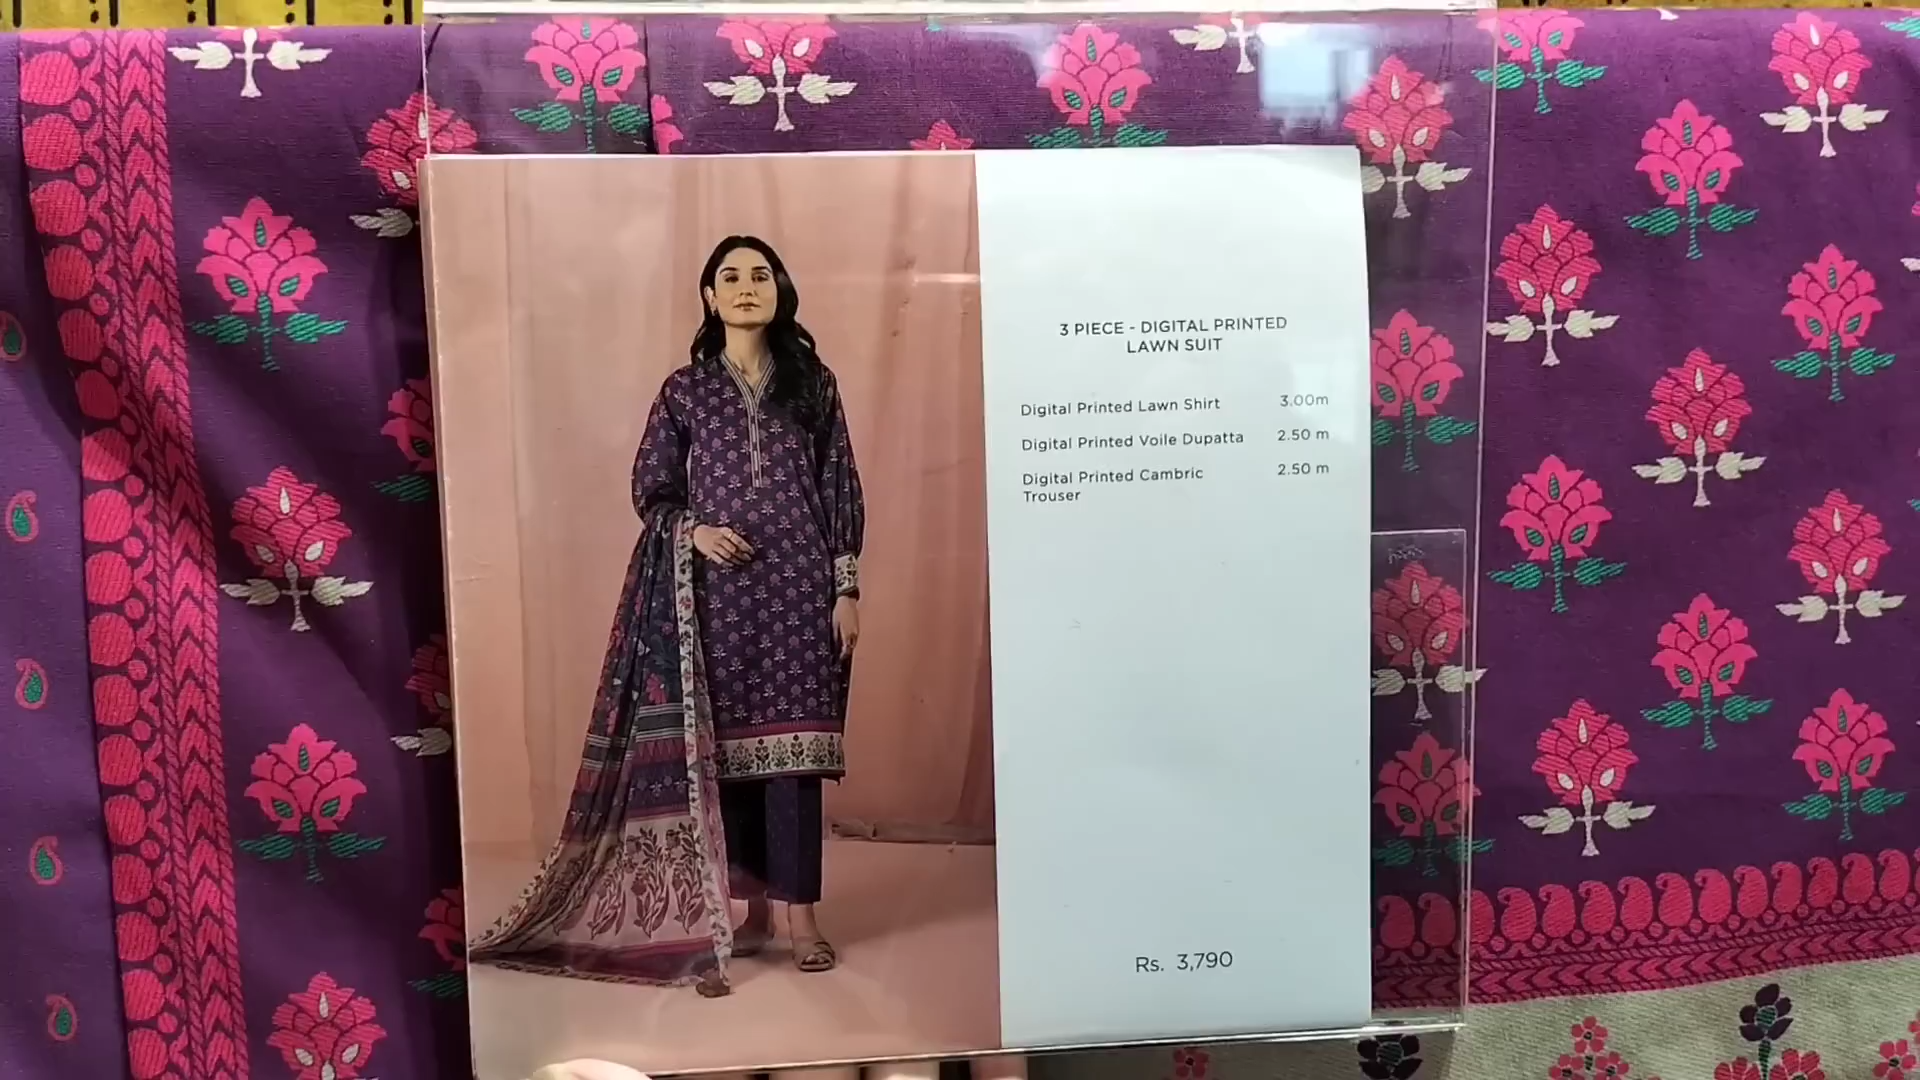 3 PIECE - DIGITAL PRINTED
LAWN SUIT
Digital Printed Lawn Shirt 3.00m
Digital Printed Voile Dupatta 2.50 m
Digital Printed Cambric 2.50 m
Trouser
Rs. 3,790